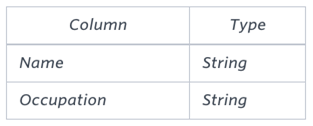 Column Type
Name String
Occupation String